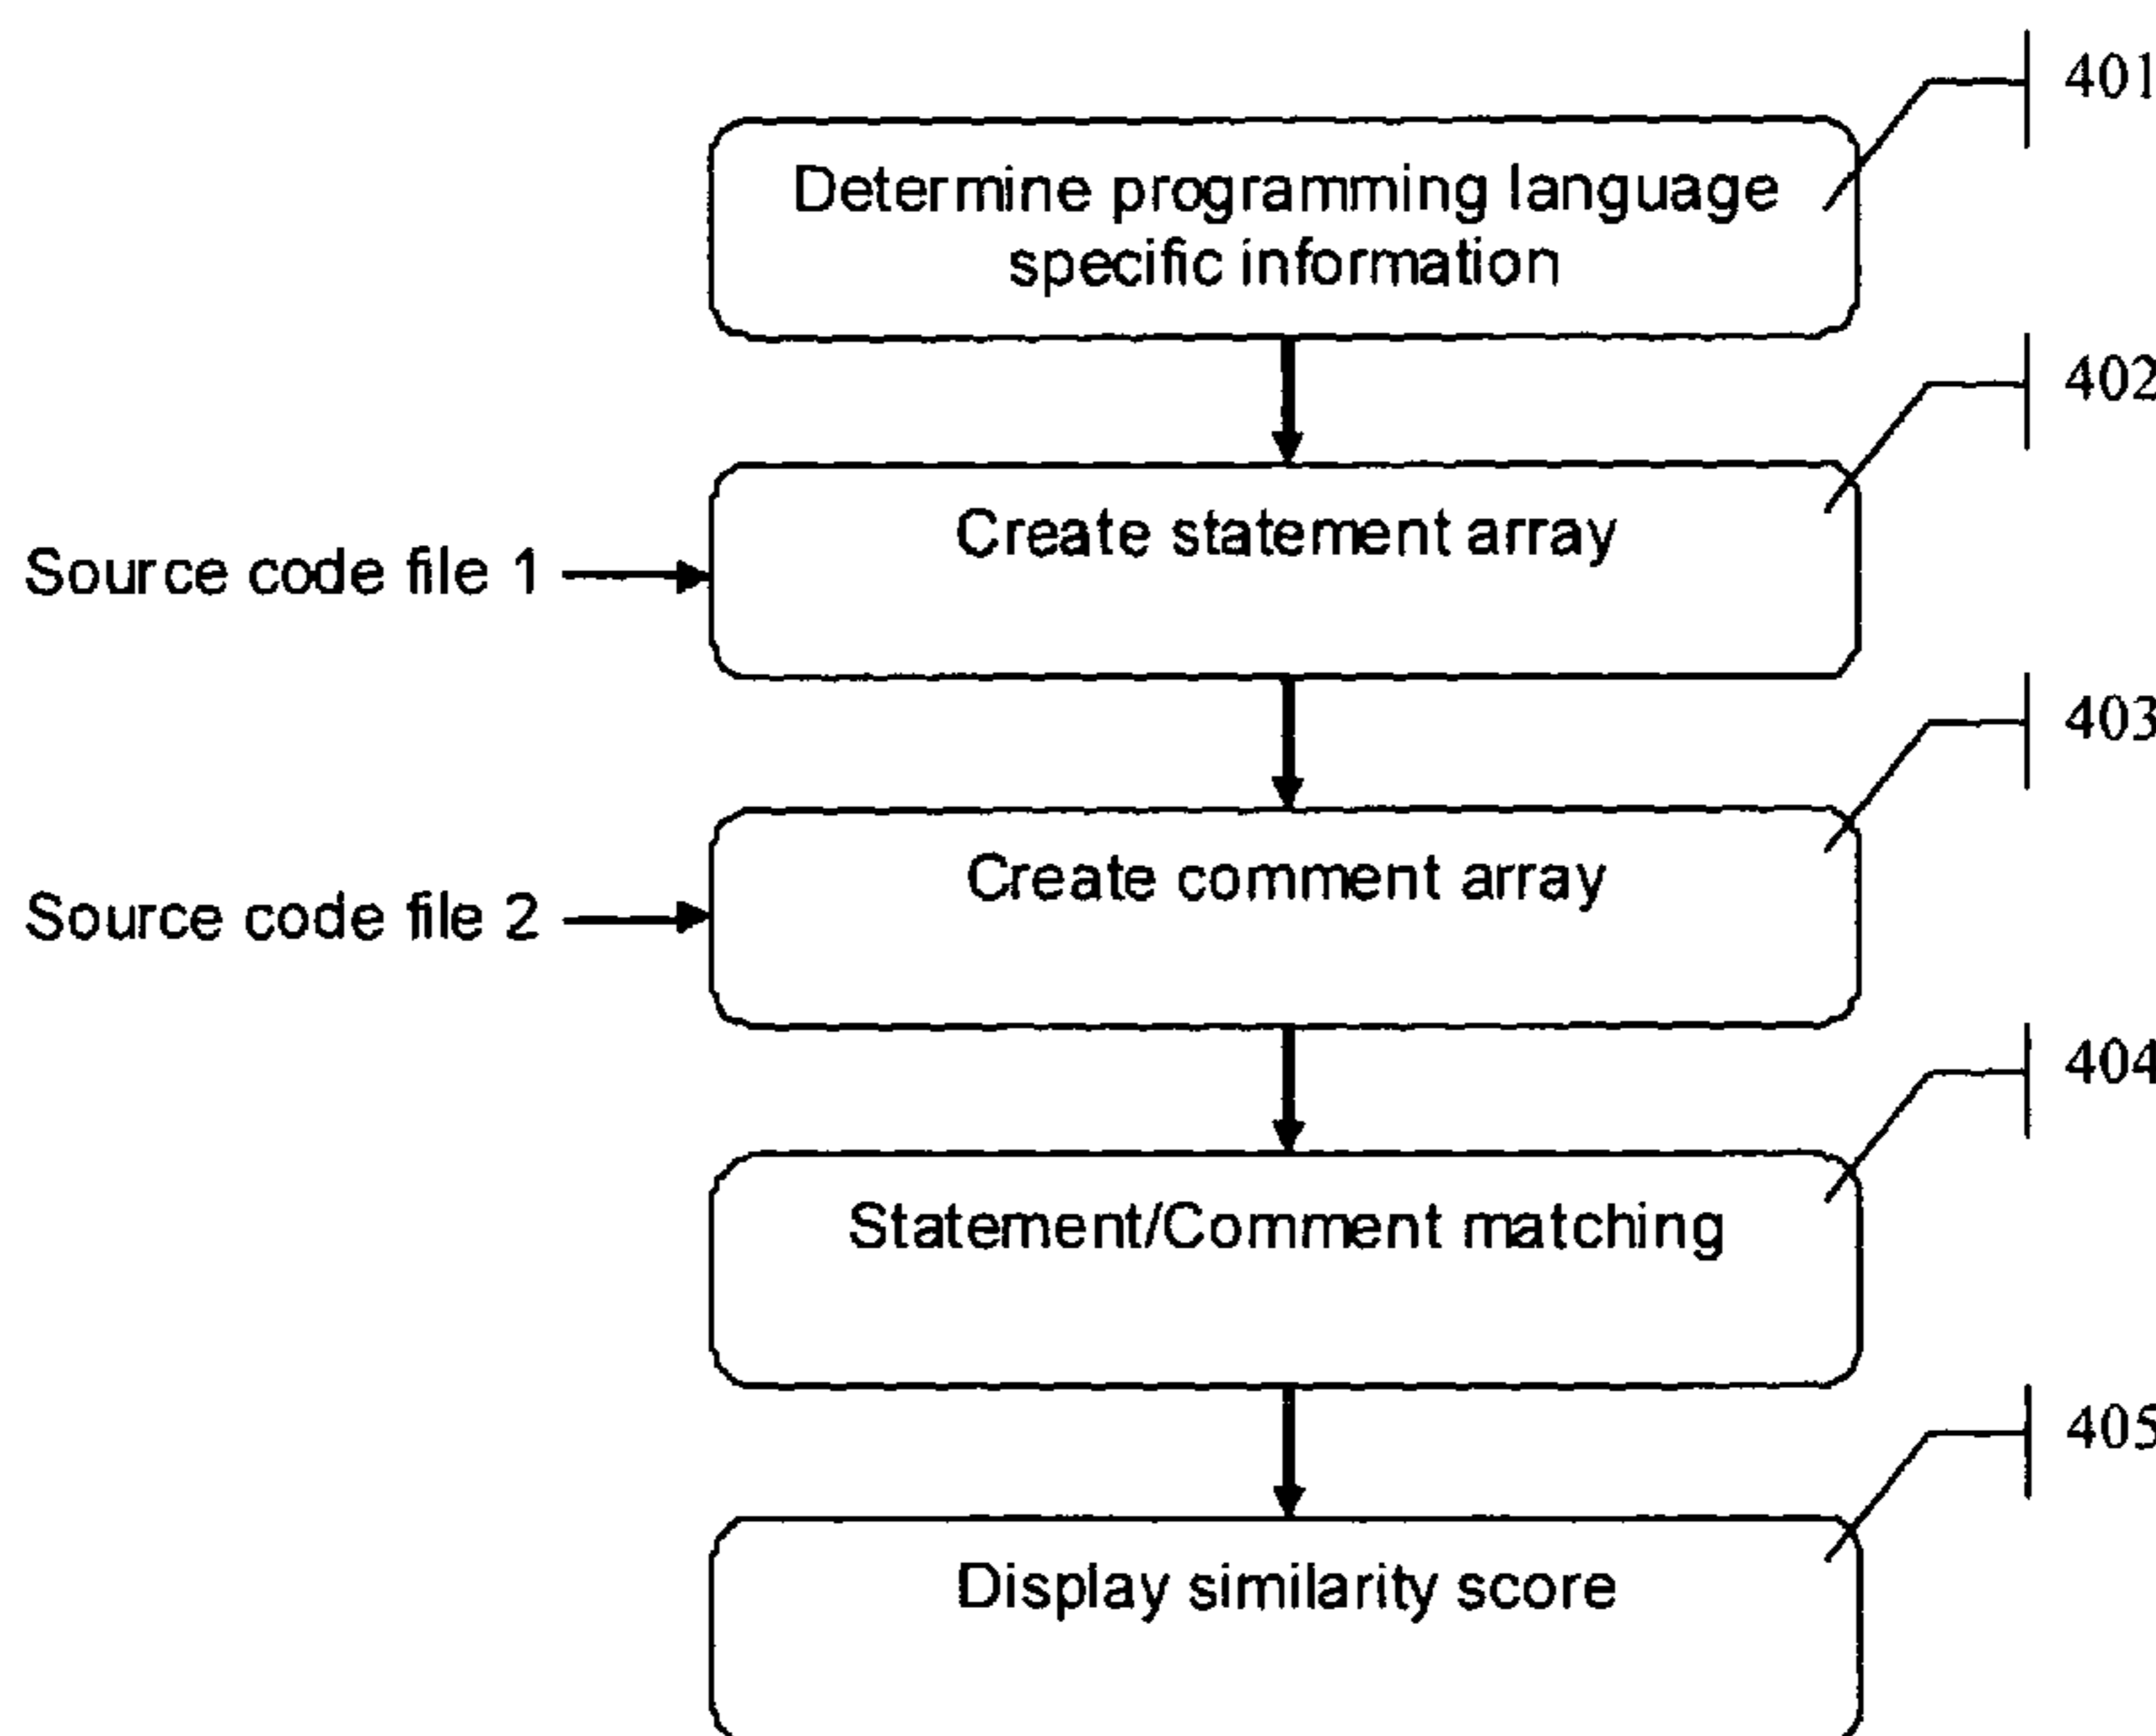 401
Determine programming language
specific information
402
Create statement array
Source code file 1
403
Create comment array
Source code file 2
404
Statement/Comment matching
405
Display similarity score